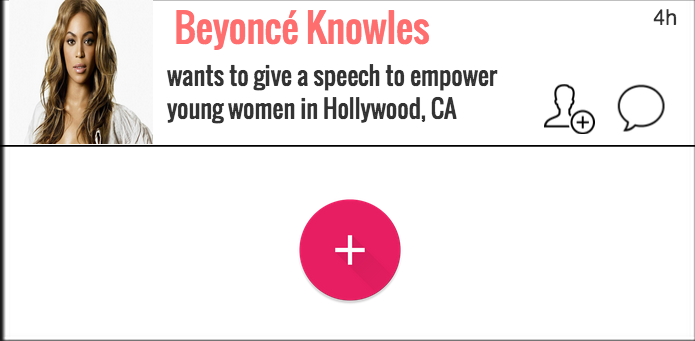 Beyoncé Knowles
4h
wants to give a speech to empower
young women in Hollywood, CA